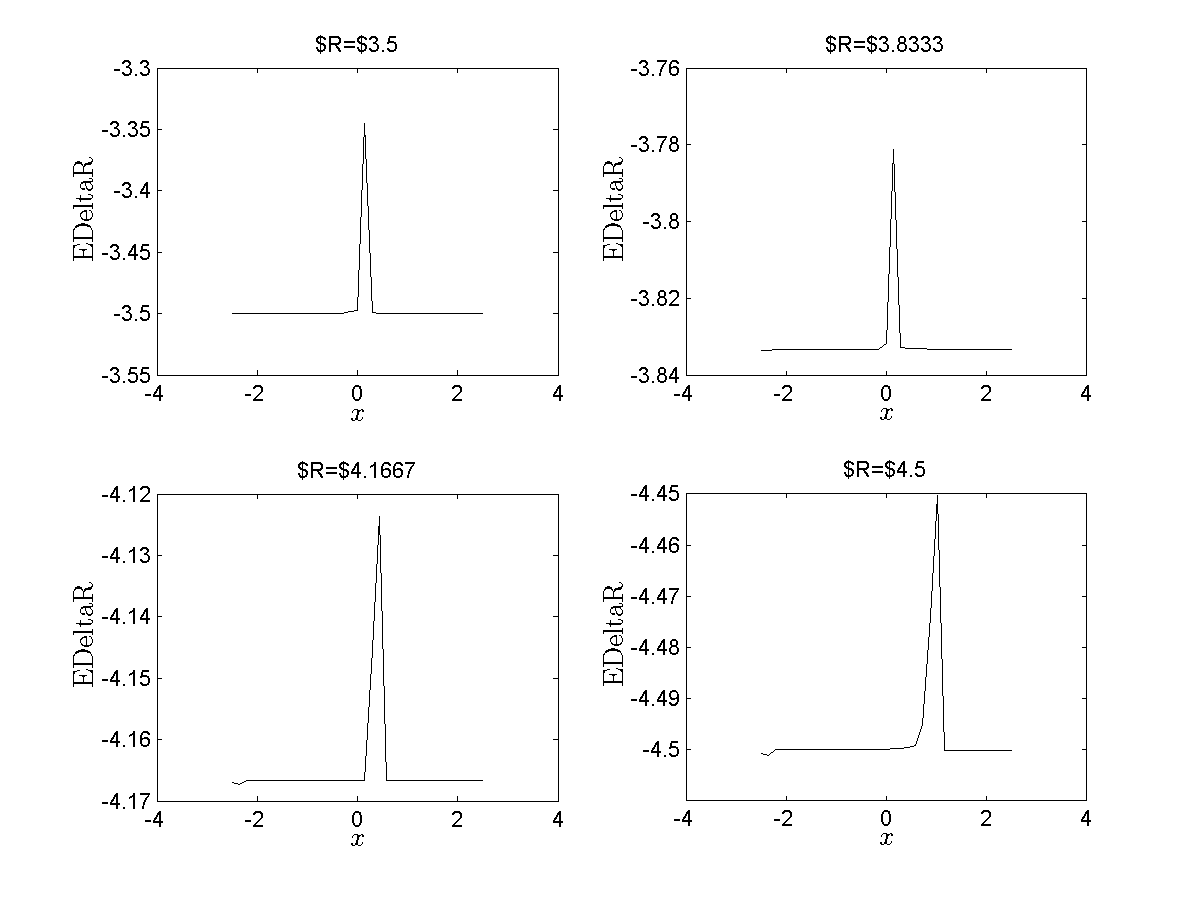 $R=$3.5
-3.3
-3.35
-3.4
-3.45
-3.5
-3.55
EDeltaR
-4 -2 0 2 4
x
$R=$3.8333
-3.76
-3.78
-3.8
-3.82
-3.84
EDeltaR
-4 -2 0 2 4
x
$R=$4.1667
-4.12
-4.13
-4.14
-4.15
-4.16
-4.17
EDeltaR
-4 -2 0 2 4
x
$R=$4.5
-4.45
-4.46
-4.47
-4.48
-4.49
-4.5
EDeltaR
-4 -2 0 2 4
x